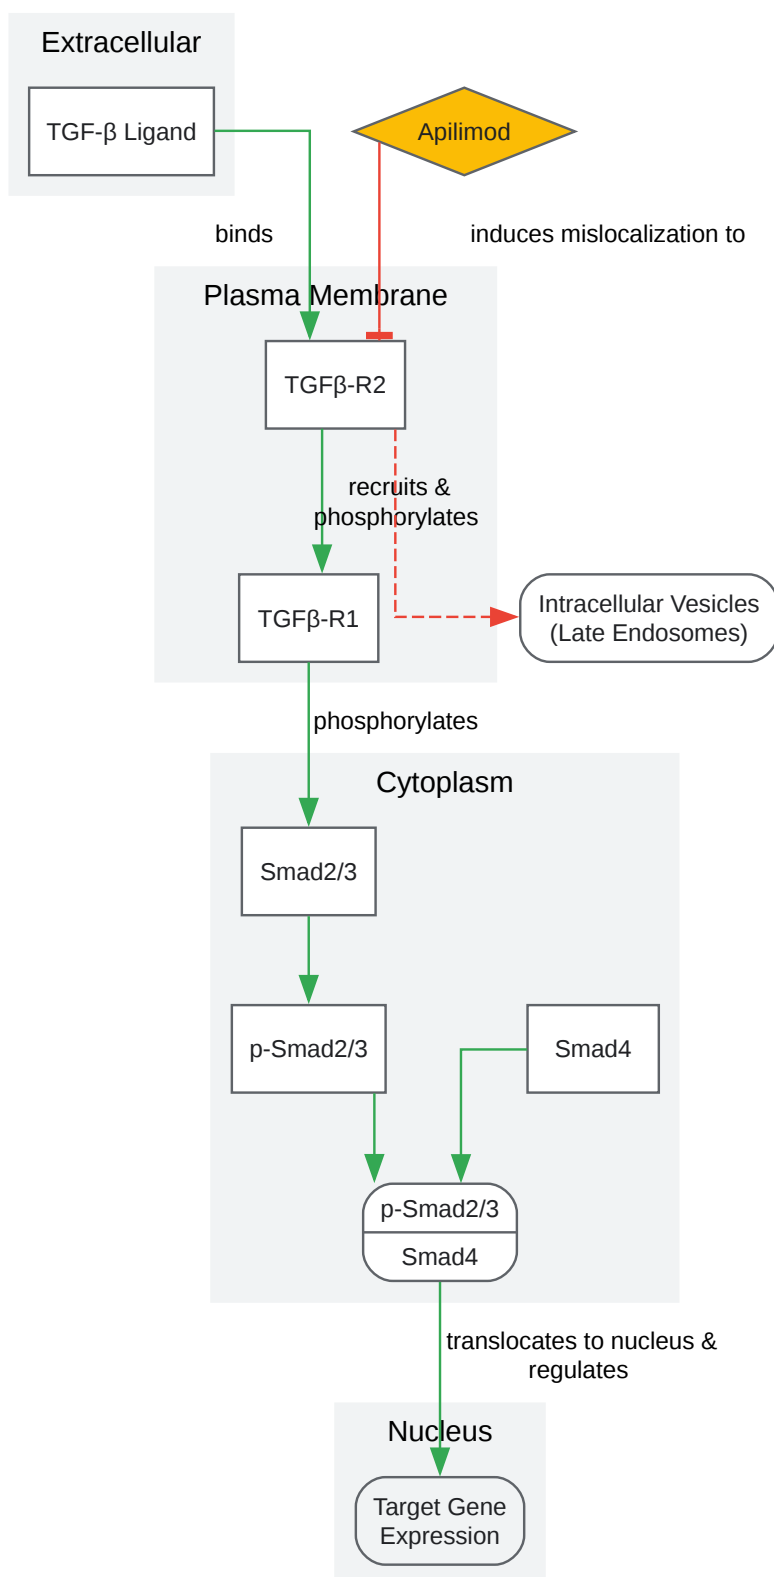 Extracellular
TGF-β Ligand
Apilimod
binds
induces mislocalization to
Plasma Membrane
TGFβ-R2
recruits &
phosphorylates
TGFβ-R1
Intracellular Vesicles
(Late Endosomes)
phosphorylates
Cytoplasm
Smad2/3
p-Smad2/3
Smad4
p-Smad2/3
Smad4
translocates to nucleus &
regulates
Nucleus
Target Gene
Expression